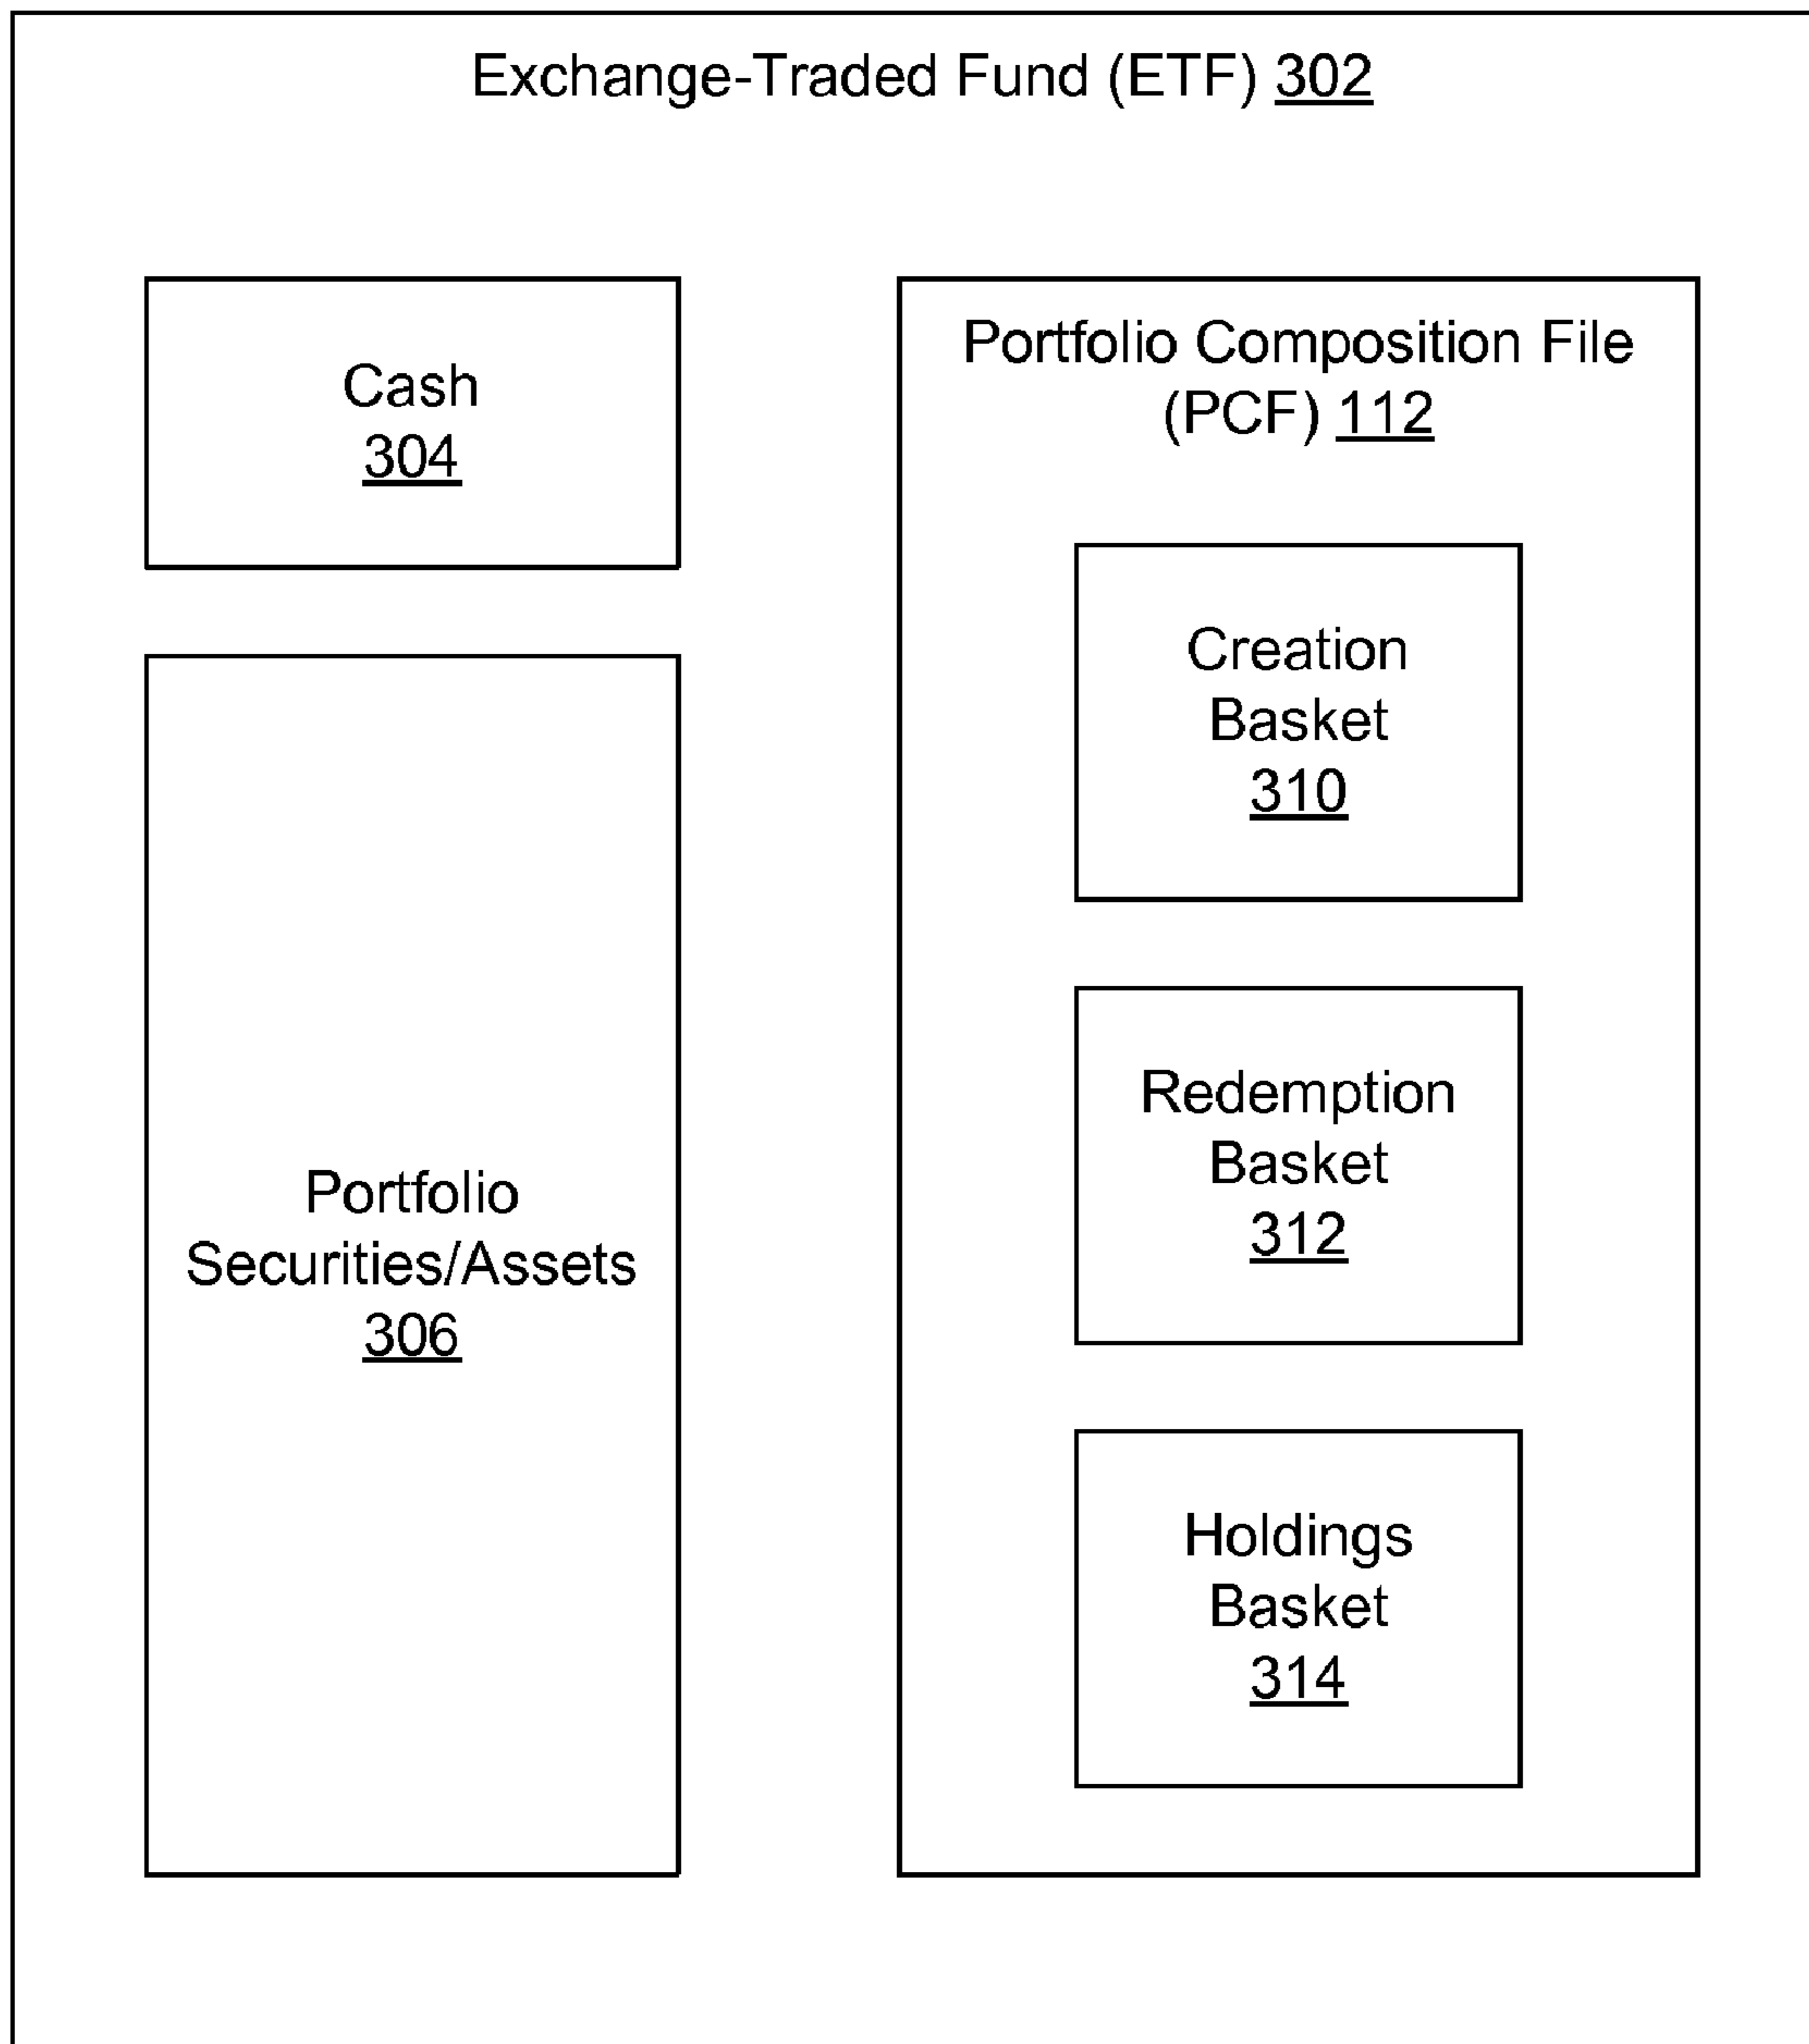 Exchange-Traded Fund (ETF) 302
Cash
304
Portfolio
Securities/Assets
306
Portfolio Composition File
(PCF) 112
Creation
Basket
310
Redemption
Basket
312
Holdings
Basket
314